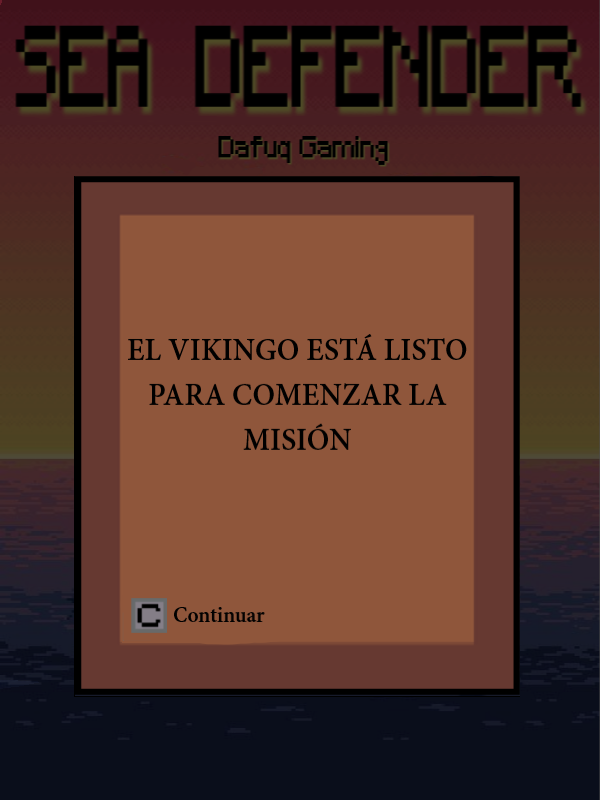 SEA DEFENDER
Dafuq Gaming
EL VIKINGO ESTÁ LISTO
PARA COMENZAR LA
MISIÓN
C Continuar